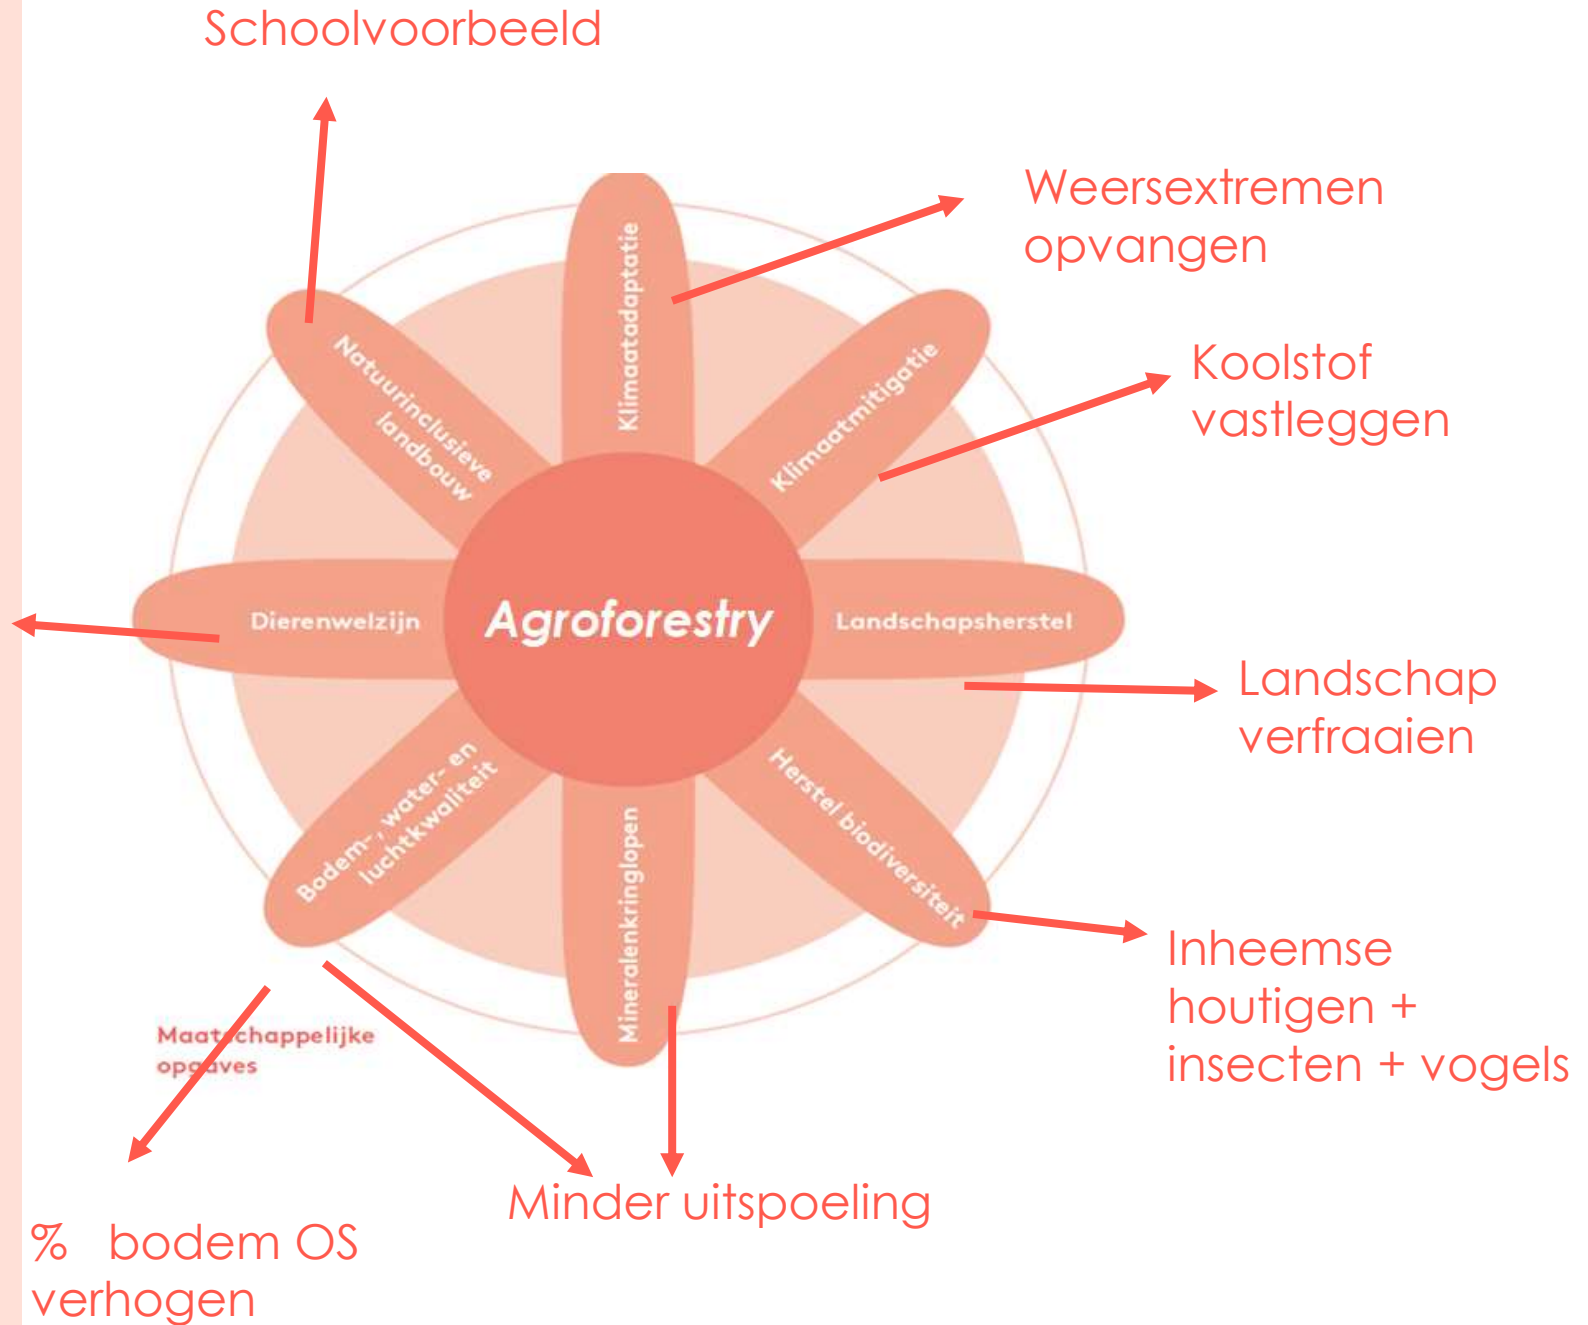 Schoolvoorbeeld
Weersextremen
opvangen
Klimaatadaptatie
Natuurinclusieve
landbouw
Klimaatmitigatie
Koolstof
vastleggen
Dierenwelzijn
Agroforestry
Landschapsherstel
Landschap
verfraaien
Bodem-, water- en
luchtkwaliteit
Mineralenkringlopen
Herstel biodiversiteit
Inheemse
houtigen +
insecten + vogels
Maatschappelijke
opgaves
Minder uitspoeling
% bodem OS
verhogen